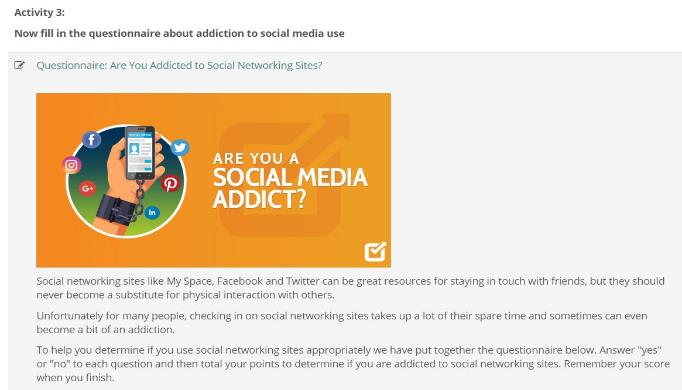 Activity 3:
Now fill in the questionnaire about addiction to social media use
Questionnaire: Are You Addicted to Social Networking Sites?
ARE YOU A
SOCIAL MEDIA
ADDICT?
Social networking sites like My Space, Facebook and Twitter can be great resources for staying in touch with friends, but they should
never become a substitute for physical interaction with others.
Unfortunately for many people, checking in on social networking sites takes up a lot of their spare time and sometimes can even
become a bit of an addiction.
To help you determine if you use social networking sites appropriately we have put together the questionnaire below. Answer "yes"
or "no" to each question and then total your points to determine if you are addicted to social networking sites. Remember your score
when you finish.